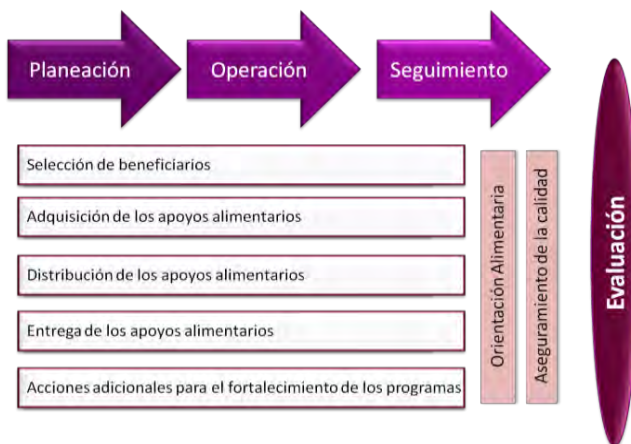 Planeación
Operación
Seguimiento
Selección de beneficiarios
Adquisición de los apoyos alimentarios
Distribución de los apoyos alimentarios
Entrega de los apoyos alimentarios
Acciones adicionales para el fortalecimiento de los programas
Orientación Alimentaria
Aseguramiento de la calidad
Evaluación